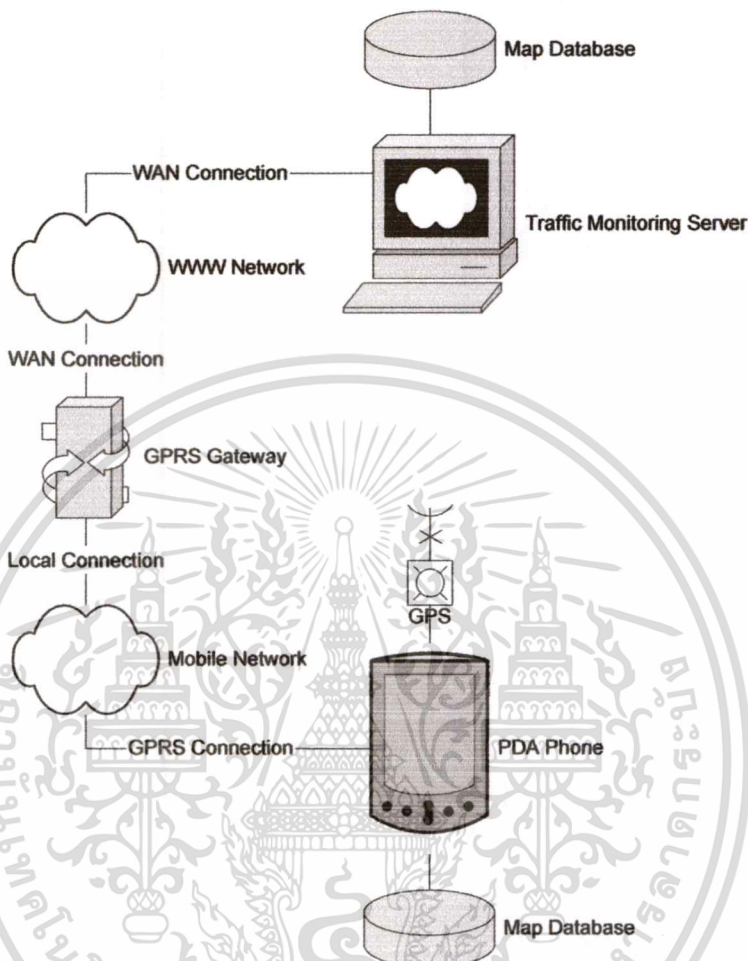 Map Database
WAN Connection
Traffic Monitoring Server
WWW Network
WAN Connection
GPRS Gateway
Local Connection
GPS
Mobile Network
GPRS Connection
PDA Phone
Map Database